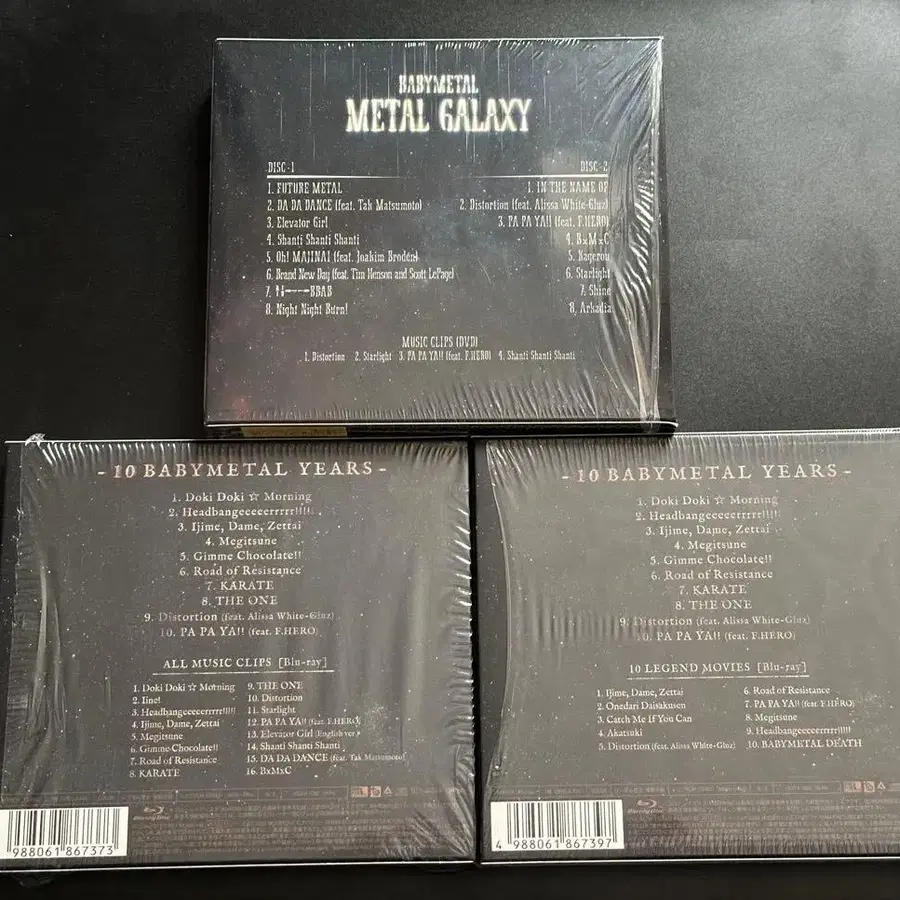 BABYMETAL
METAL GALAXY
DISC-1
DISC-2
1. FUTURE METAL
2. DA DA DANCE (feat. Tak Matsumoto)
3. Elevator Girl
4. Shanti Shanti Shanti
5. Oh! MAJINAI (feat. Joakim Brodén)
6. Brand New Day (feat. Tim Henson and Scott LePage)
7. ↑↓←→BBAB
8. Night Night Burn!
1. IN THE NAME OF
2. Distortion (feat. Alissa White-Gluz)
3. PA PA YA!! (feat. F.HERO)
4. BxMxC
5. Kagerou
6. Starlight
7. Shine
8. Arkadia
MUSIC CLIPS (DVD)
1. Distortion 2. Starlight 3. PA PA YA!! (feat. F.HERO) 4. Shanti Shanti Shanti
- 10 BABYMETAL YEARS -
1. Doki Doki ☆ Morning
2. Headbangeeeeerrrrr!!!!!
3. Ijime, Dame, Zettai
4. Megitsune
5. Gimme Chocolate!!
6. Road of Resistance
7. KARATE
8. THE ONE
9. Distortion (feat. Alissa White-Gluz)
10. PA PA YA!! (feat. F.HERO)
ALL MUSIC CLIPS [Blu-ray]
1. Doki Doki ☆ Morning
2. Iine!
3. Headbangeeeeerrrrr!!!!!
4. Ijime, Dame, Zettai
5. Megitsune
6. Gimme Chocolate!!
7. Road of Resistance
8. KARATE
9. THE ONE
10. Distortion
11. Starlight
12. PA PA YA!! (feat. F.HERO)
13. Elevator Girl [English ver.]
14. Shanti Shanti Shanti
15. DA DA DANCE (feat. Tak Matsumoto)
16. BxMxC
Blu-ray Disc
988061 867373
- 10 BABYMETAL YEARS -
1. Doki Doki ☆ Morning
2. Headbangeeeeerrrrr!!!!!
3. Ijime, Dame, Zettai
4. Megitsune
5. Gimme Chocolate!!
6. Road of Resistance
7. KARATE
8. THE ONE
9. Distortion (feat. Alissa White-Gluz)
10. PA PA YA!! (feat. F.HERO)
10 LEGEND MOVIES [Blu-ray]
1. Ijime, Dame, Zettai
2. Onedari Daisakusen
3. Catch Me If You Can
4. Akatsuki
5. Distortion (feat. Alissa White-Gluz)
6. Road of Resistance
7. PA PA YA!! (feat. F.HERO)
8. Megitsune
9. Headbangeeeeerrrrr!!!!!
10. BABYMETAL DEATH
Blu-ray Disc
4 988061 867397